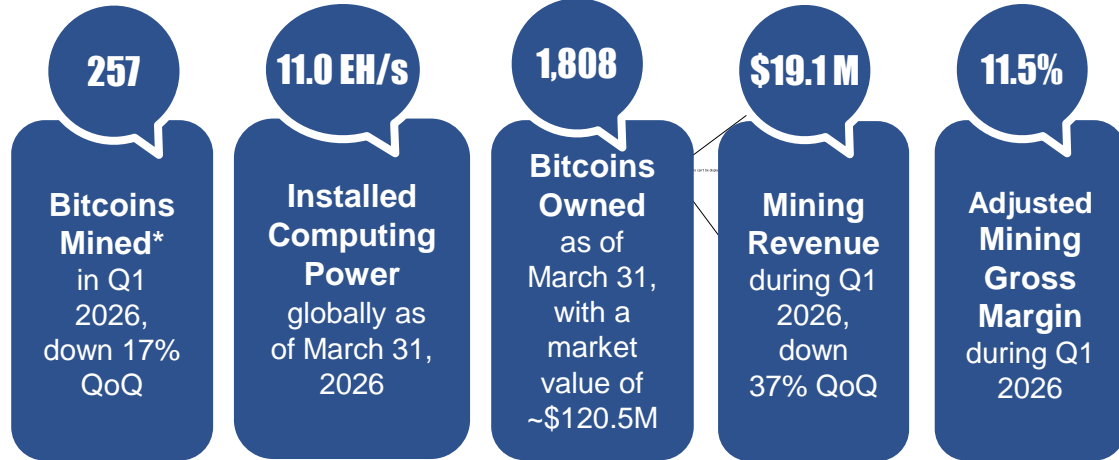 257
Bitcoins
Mined*
in Q1
2026,
down 17%
QoQ
11.0 EH/s
Installed
Computing
Power
globally as
of March 31,
2026
1,808
Bitcoins
Owned
as of
March 31,
with a
market
value of
~$120.5M
$19.1 M
Mining
Revenue
during Q1
2026,
down
37% QoQ
11.5%
Adjusted
Mining
Gross
Margin
during Q1
2026